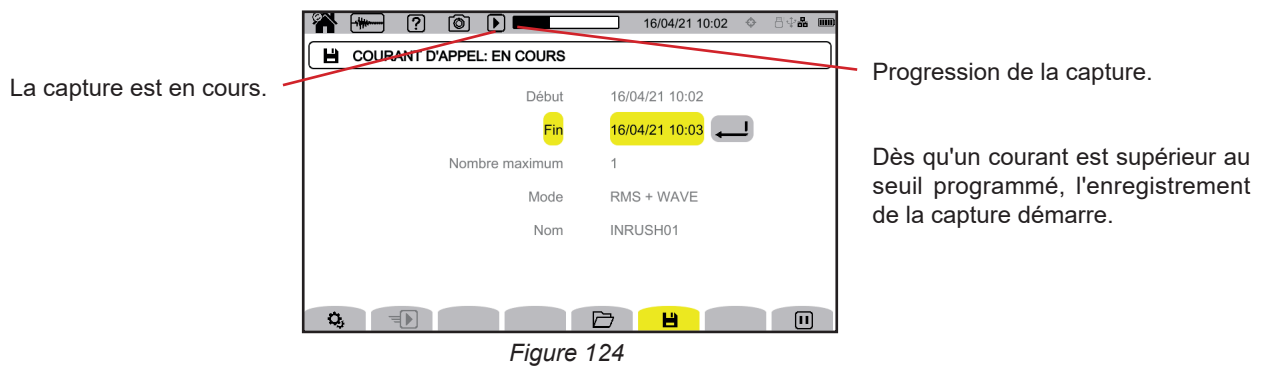 16/04/21 10:02
COURANT D'APPEL: EN COURS
La capture est en cours.
Progression de la capture.
Début 16/04/21 10:02
Fin 16/04/21 10:03
Nombre maximum 1
Mode RMS + WAVE
Nom INRUSH01
Dès qu'un courant est supérieur au
seuil programmé, l'enregistrement
de la capture démarre.
Figure 124